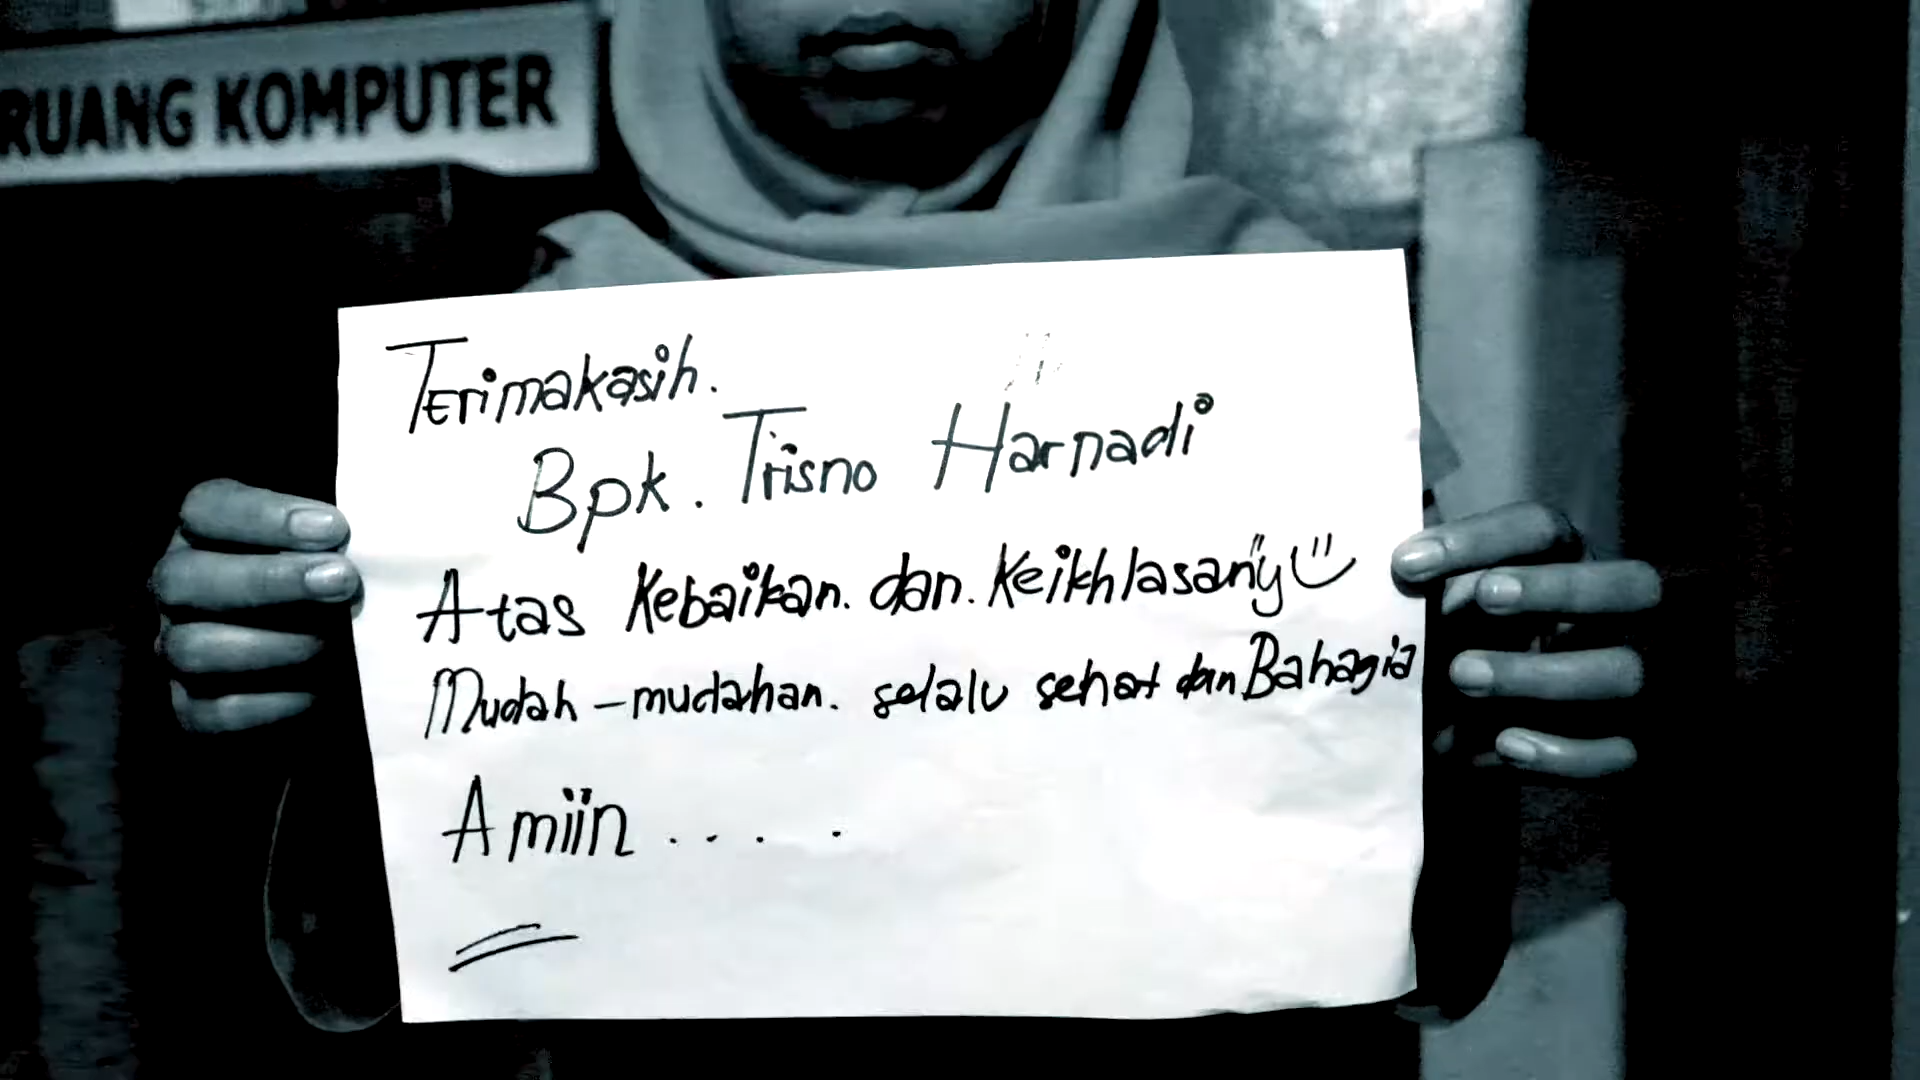 RUANG KOMPUTER
Terimakasih.
Bpk. Trisno Harnadi
Atas Kebaikan. dan. Keikhlasany
Mudah-mudahan. selalu sehat dan Bahagia
Amiin . . . .